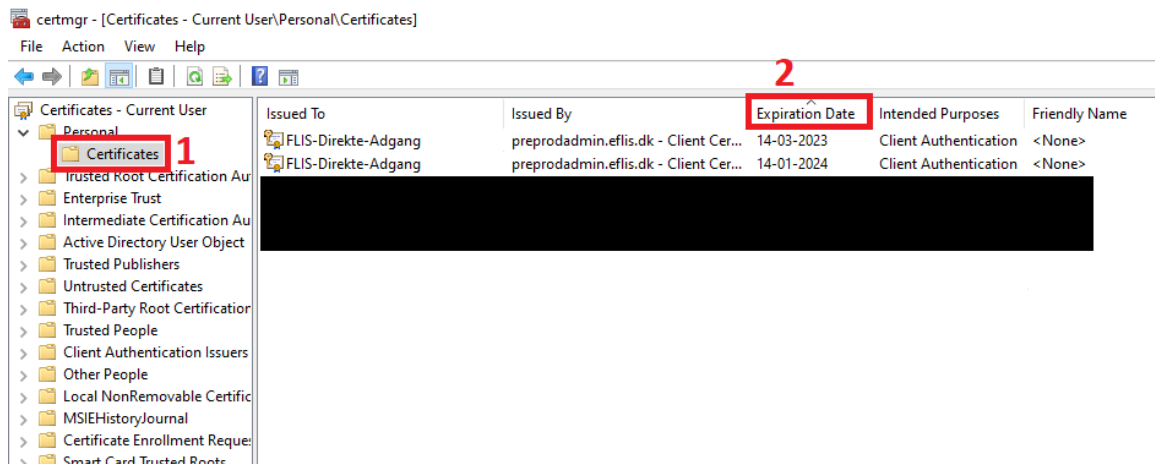 certmgr - [Certificates - Current User\Personal\Certificates]
File Action View Help
2
Certificates - Current User
Issued To Issued By Expiration Date Intended Purposes Friendly Name
Personal
FLIS-Direkte-Adgang preprodadmin.eflis.dk - Client Cer... 14-03-2023 Client Authentication <None>
Certificates 1
FLIS-Direkte-Adgang preprodadmin.eflis.dk - Client Cer... 14-01-2024 Client Authentication <None>
Trusted Root Certification Au
Enterprise Trust
Intermediate Certification Au
Active Directory User Object
Trusted Publishers
Untrusted Certificates
Third-Party Root Certification
Trusted People
Client Authentication Issuers
Other People
Local NonRemovable Certific
MSIEHistoryJournal
Certificate Enrollment Reques
Smart Card Trusted Roots